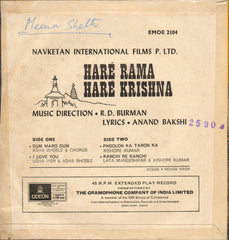 Meena Sheth
EMOE 2104
NAVKETAN INTERNATIONAL FILMS P. LTD.
HARE RAMA
HARE KRISHNA
MUSIC DIRECTION • R. D. BURMAN
LYRICS • ANAND BAKSHI
25304
SIDE ONE
• DUM MARO DUM
ASHA BHOSLE & CHORUS
• I LOVE YOU
USHA IYER & ASHA BHOSLE
SIDE TWO
• PHOOLON KA TARON KA
KISHORE KUMAR
• KANCHI RE KANCHI
LATA MANGESHKAR & KISHORE KUMAR
ODEON
45 R.P.M. EXTENDED PLAY RECORD
THE GRAMOPHONE COMPANY OF INDIA LIMITED